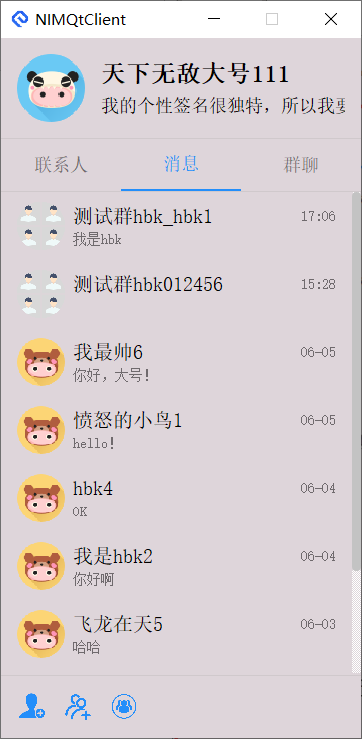 NIMQtClient
天下无敌大号111
我的个性签名很独特，所以我要
联系人 消息 群聊
测试群hbk_hbk1 17:06
我是hbk
测试群hbk012456 15:28
我最帅6 06-05
你好，大号！
愤怒的小鸟1 06-05
hello！
hbk4 06-04
OK
我是hbk2 06-04
你好啊
飞龙在天5 06-03
哈哈